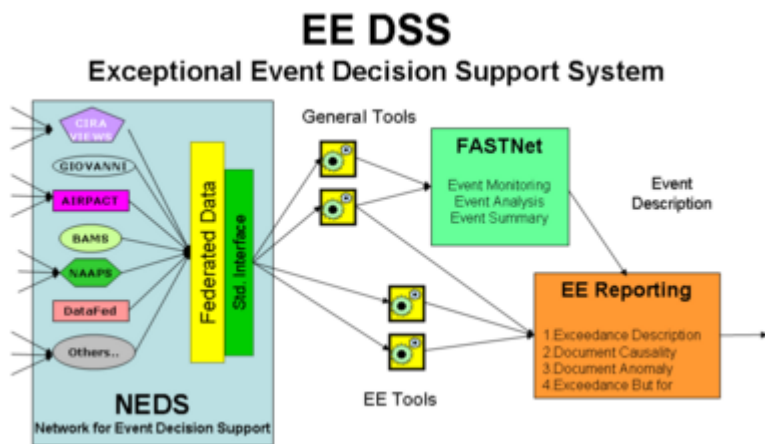 EE DSS
Exceptional Event Decision Support System
CIRA
VIEWS
GIOVANNI
AIRPACT
BAMS
NAAPS
DataFed
Others..
Federated Data
Std. Interface
NEDS
Network for Event Decision Support
General Tools
EE Tools
FASTNet
Event Monitoring
Event Analysis
Event Summary
Event
Description
EE Reporting
1.Exceedance Description
2.Document Causality
3.Document Anomaly
4.Exceedance But for